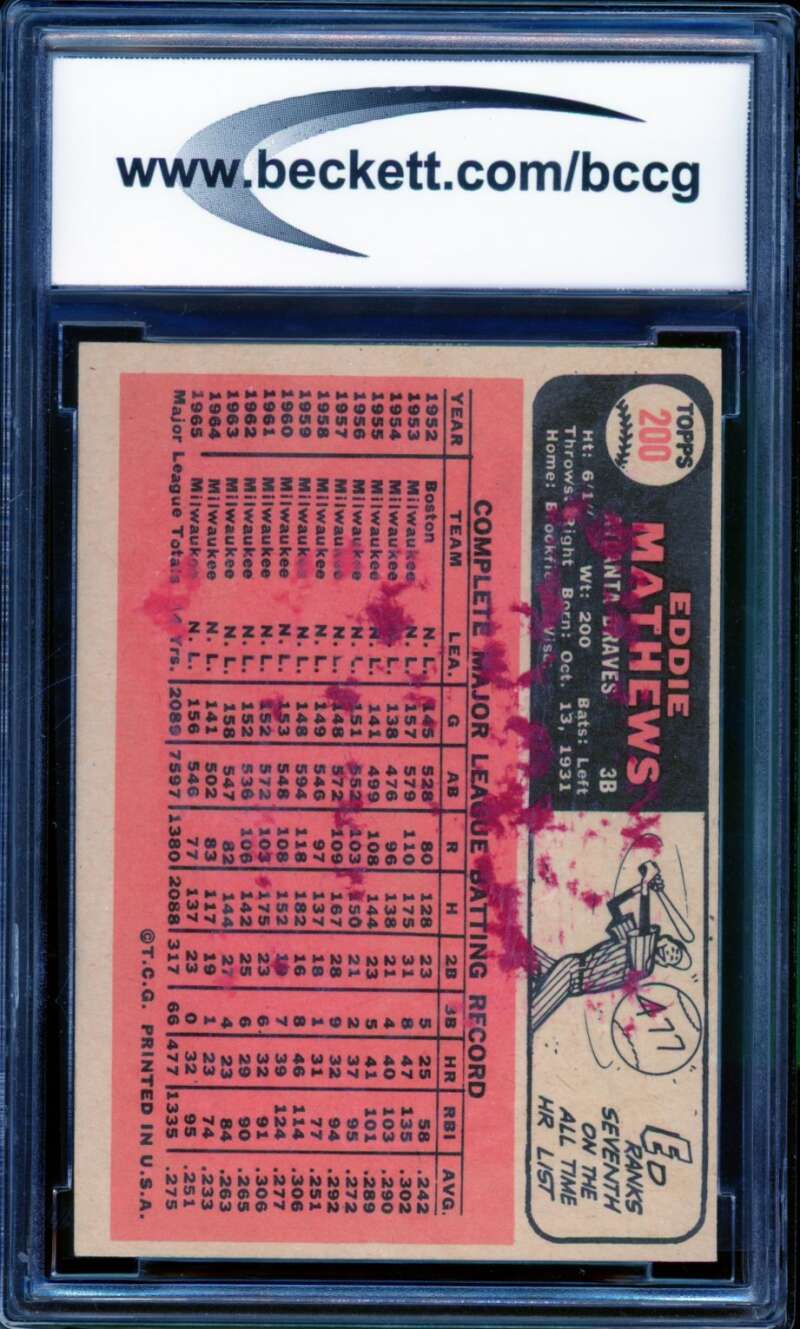 www.beckett.com/bccg
TOPPS
200
EDDIE
MATHEWS
ATLANTA BRAVES 3B
Ht: 6'1" Wt: 200 Bats: Left
Throws: Right Born: Oct. 13, 1931
Home: Brookfield, Wisc.
477
ED
RANKS
SEVENTH
ON THE
ALL TIME
HR LIST
COMPLETE MAJOR LEAGUE BATTING RECORD
YEAR TEAM LEA. G AB R H 2B 3B HR RBI AVG.
1952 Boston N. L. 145 528 80 128 23 5 25 58 .242
1953 Milwaukee N. L. 157 579 110 175 31 8 47 135 .302
1954 Milwaukee N. L. 138 476 96 138 21 4 40 103 .290
1955 Milwaukee N. L. 141 499 108 144 23 5 41 101 .289
1956 Milwaukee N. L. 151 552 103 150 21 2 37 95 .272
1957 Milwaukee N. L. 148 572 109 167 28 9 32 94 .292
1958 Milwaukee N. L. 149 546 97 137 18 1 31 77 .251
1959 Milwaukee N. L. 148 594 118 182 16 8 46 114 .306
1960 Milwaukee N. L. 153 548 108 152 19 7 39 124 .277
1961 Milwaukee N. L. 152 572 103 175 23 6 32 91 .306
1962 Milwaukee N. L. 152 536 106 142 25 6 29 90 .265
1963 Milwaukee N. L. 158 547 82 144 27 4 23 84 .263
1964 Milwaukee N. L. 141 502 83 117 19 1 23 74 .233
1965 Milwaukee N. L. 156 546 77 137 23 0 32 95 .251
Major League Totals 14 Yrs. 2089 7597 1380 2088 317 66 477 1335 .275
©T.C.G. PRINTED IN U.S.A.